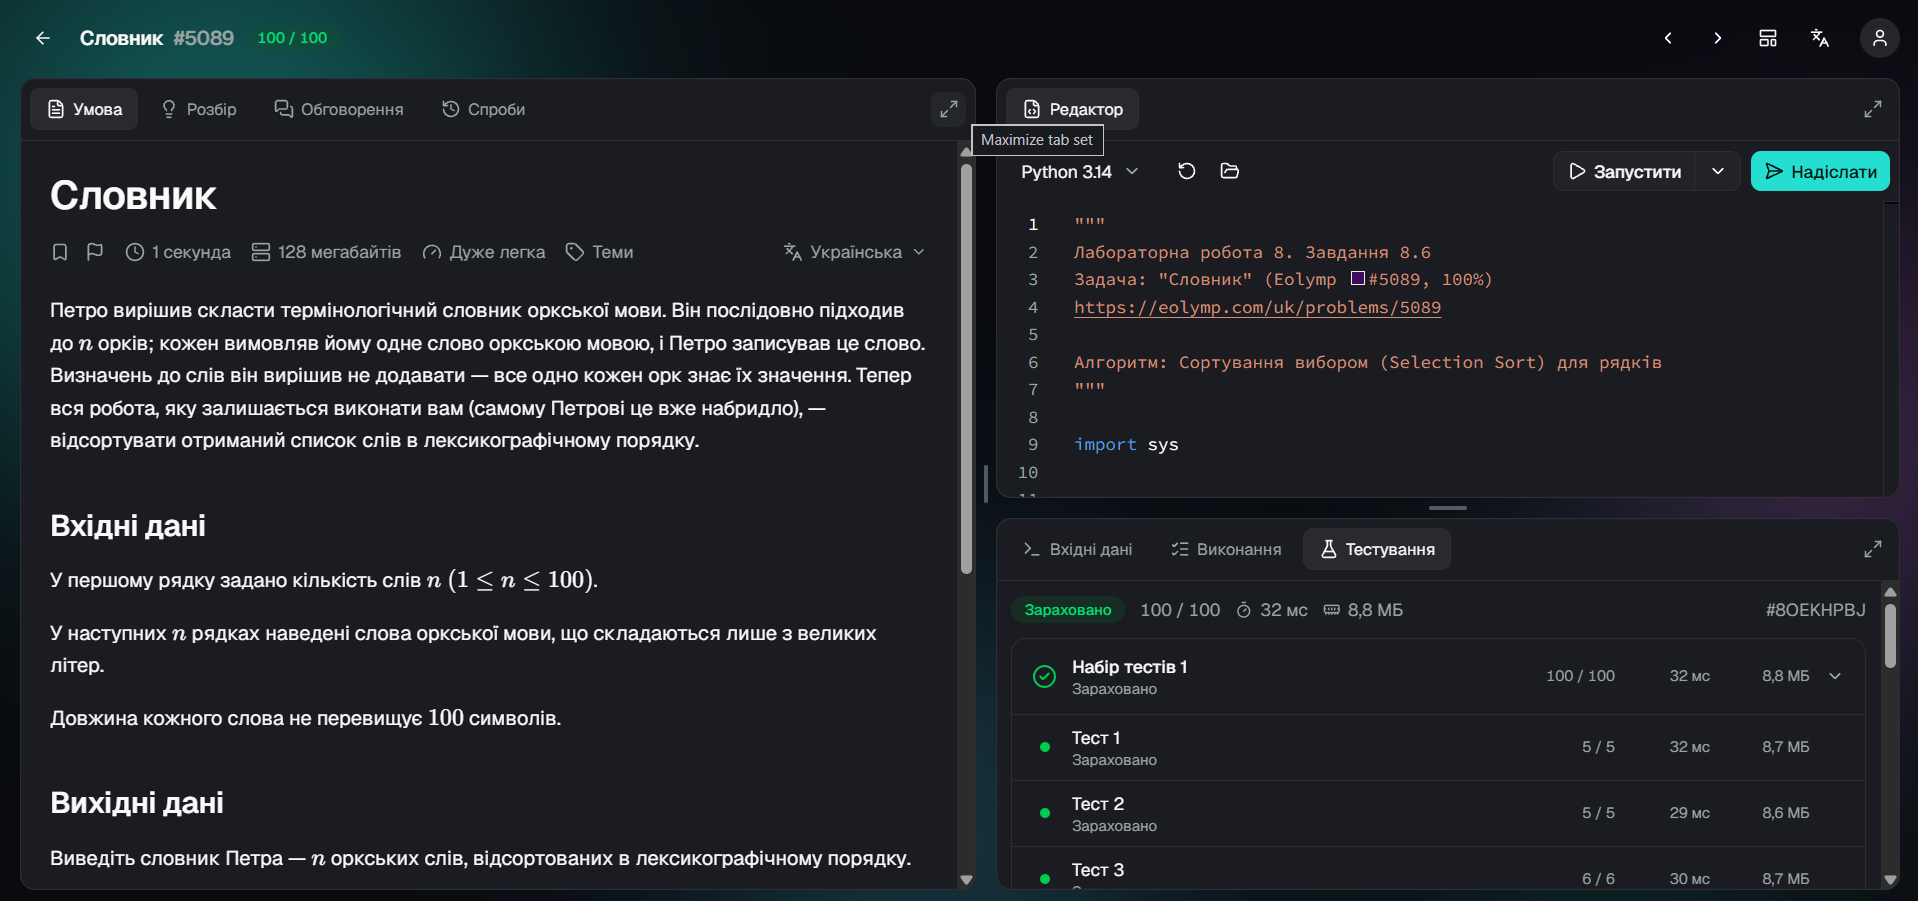 Словник #5089 100 / 100
Умова Розбір Обговорення Спроби
Словник
1 секунда 128 мегабайтів Дуже легка Теми Українська
Петро вирішив скласти термінологічний словник оркської мови. Він послідовно підходив
до n орків; кожен вимовляв йому одне слово оркською мовою, і Петро записував це слово.
Визначень до слів він вирішив не додавати — все одно кожен орк знає їх значення. Тепер
вся робота, яку залишається виконати вам (самому Петрові це вже набридло), —
відсортувати отриманий список слів в лексикографічному порядку.
Вхідні дані
У першому рядку задано кількість слів n (1 ≤ n ≤ 100).
У наступних n рядках наведені слова оркської мови, що складаються лише з великих
літер.
Довжина кожного слова не перевищує 100 символів.
Вихідні дані
Виведіть словник Петра — n оркських слів, відсортованих в лексикографічному порядку.
Редактор
Maximize tab set
Python 3.14 Запустити Надіслати
1 """
2 Лабораторна робота 8. Завдання 8.6
3 Задача: "Словник" (Eolymp #5089, 100%)
4 https://eolymp.com/uk/problems/5089
5
6 Алгоритм: Сортування вибором (Selection Sort) для рядків
7 """
8
9 import sys
10
Вхідні дані Виконання Тестування
Зараховано 100 / 100 32 мс 8,8 МБ #8OEKHPBJ
Набір тестів 1 100 / 100 32 мс 8,8 МБ
Зараховано
Тест 1 5 / 5 32 мс 8,7 МБ
Зараховано
Тест 2 5 / 5 29 мс 8,6 МБ
Зараховано
Тест 3 6 / 6 30 мс 8,7 МБ